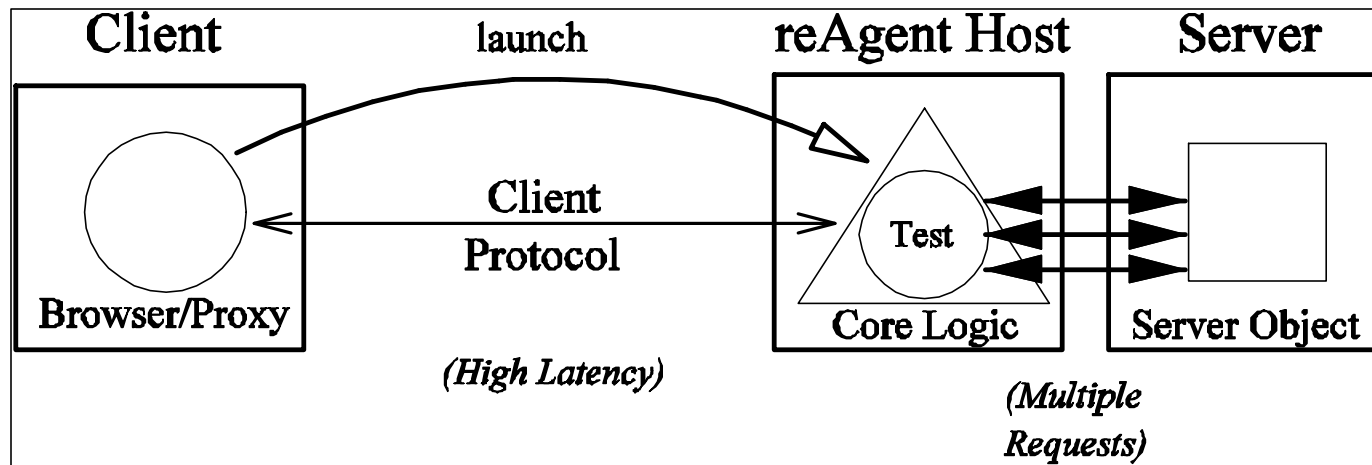 Client
launch
reAgent Host
Server
Client
Protocol
Test
Browser/Proxy
Core Logic
Server Object
(High Latency)
(Multiple
Requests)